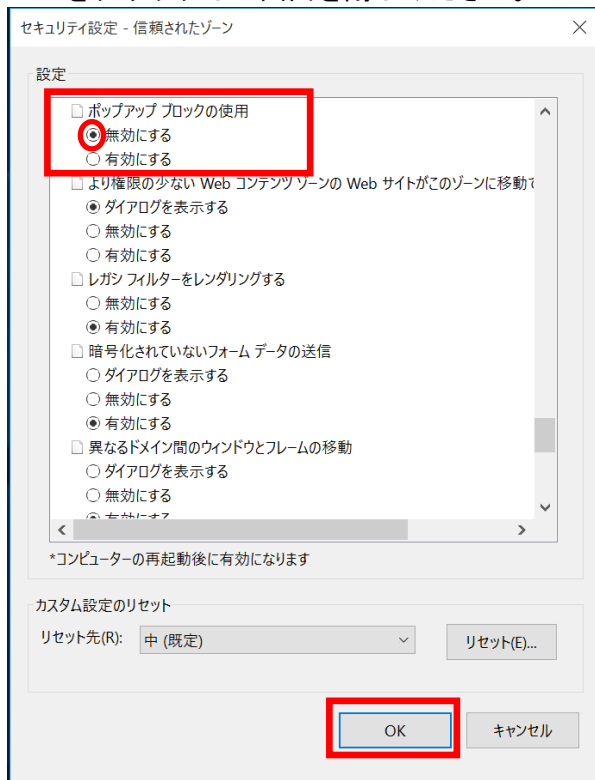 セキュリティ設定 - 信頼されたゾーン
設定
ポップアップ ブロックの使用
無効にする
有効にする
より権限の少ない Web コンテンツ ゾーンの Web サイトがこのゾーンに移動で
ダイアログを表示する
無効にする
有効にする
レガシ フィルターをレンダリングする
無効にする
有効にする
暗号化されていないフォーム データの送信
ダイアログを表示する
無効にする
有効にする
異なるドメイン間のウィンドウとフレームの移動
ダイアログを表示する
無効にする
有効にする
*コンピューターの再起動後に有効になります
カスタム設定のリセット
リセット先(R): 中 (既定) リセット(E)...
OK キャンセル